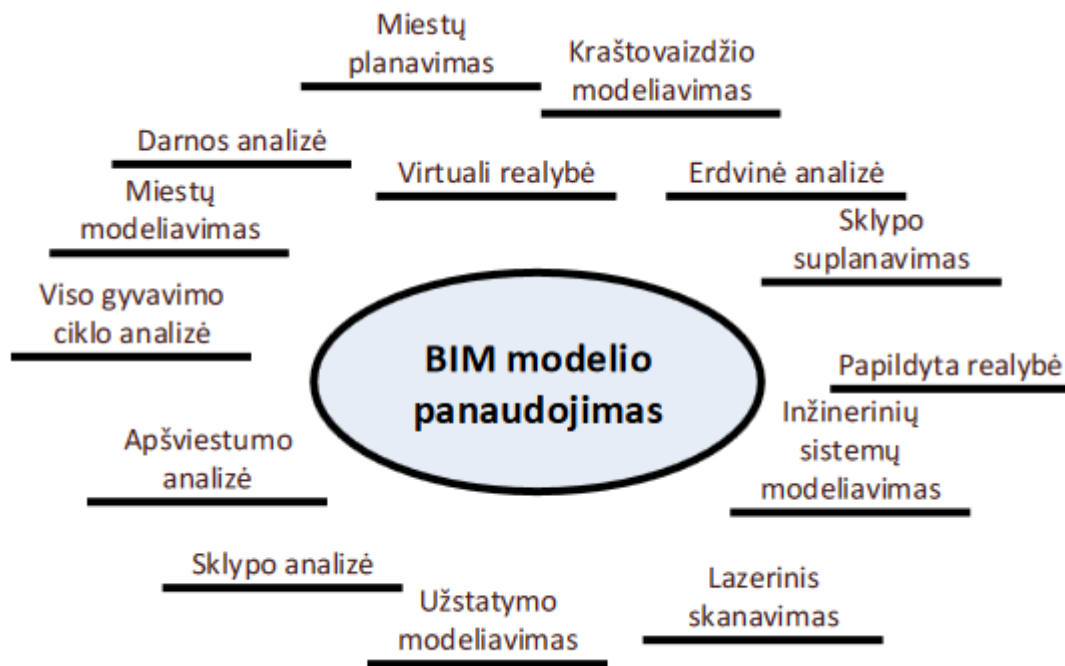 Miestų
planavimas
Kraštovaizdžio
modeliavimas
Darnos analizė
Virtuali realybė
Erdvinė analizė
Miestų
modeliavimas
Sklypo
suplanavimas
Viso gyvavimo
ciklo analizė
BIM modelio
panaudojimas
Papildyta realybė
Inžinerinių
sistemų
modeliavimas
Apšviestumo
analizė
Sklypo analizė
Užstatymo
modeliavimas
Lazerinis
skanavimas